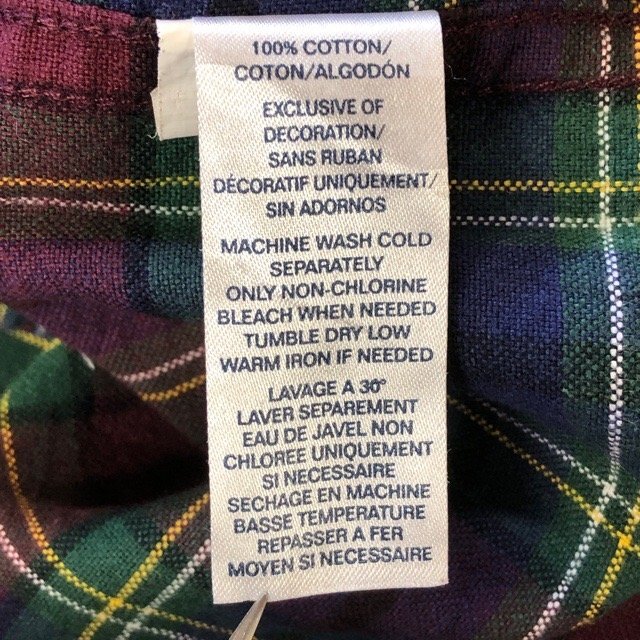 100% COTTON/
COTON/ALGODÓN
EXCLUSIVE OF
DECORATION/
SANS RUBAN
DÉCORATIF UNIQUEMENT/
SIN ADORNOS
MACHINE WASH COLD
SEPARATELY
ONLY NON-CHLORINE
BLEACH WHEN NEEDED
TUMBLE DRY LOW
WARM IRON IF NEEDED
LAVAGE A 30°
LAVER SEPAREMENT
EAU DE JAVEL NON
CHLOREE UNIQUEMENT
SI NECESSAIRE
SECHAGE EN MACHINE
BASSE TEMPERATURE
REPASSER A FER
MOYEN SI NECESSAIRE